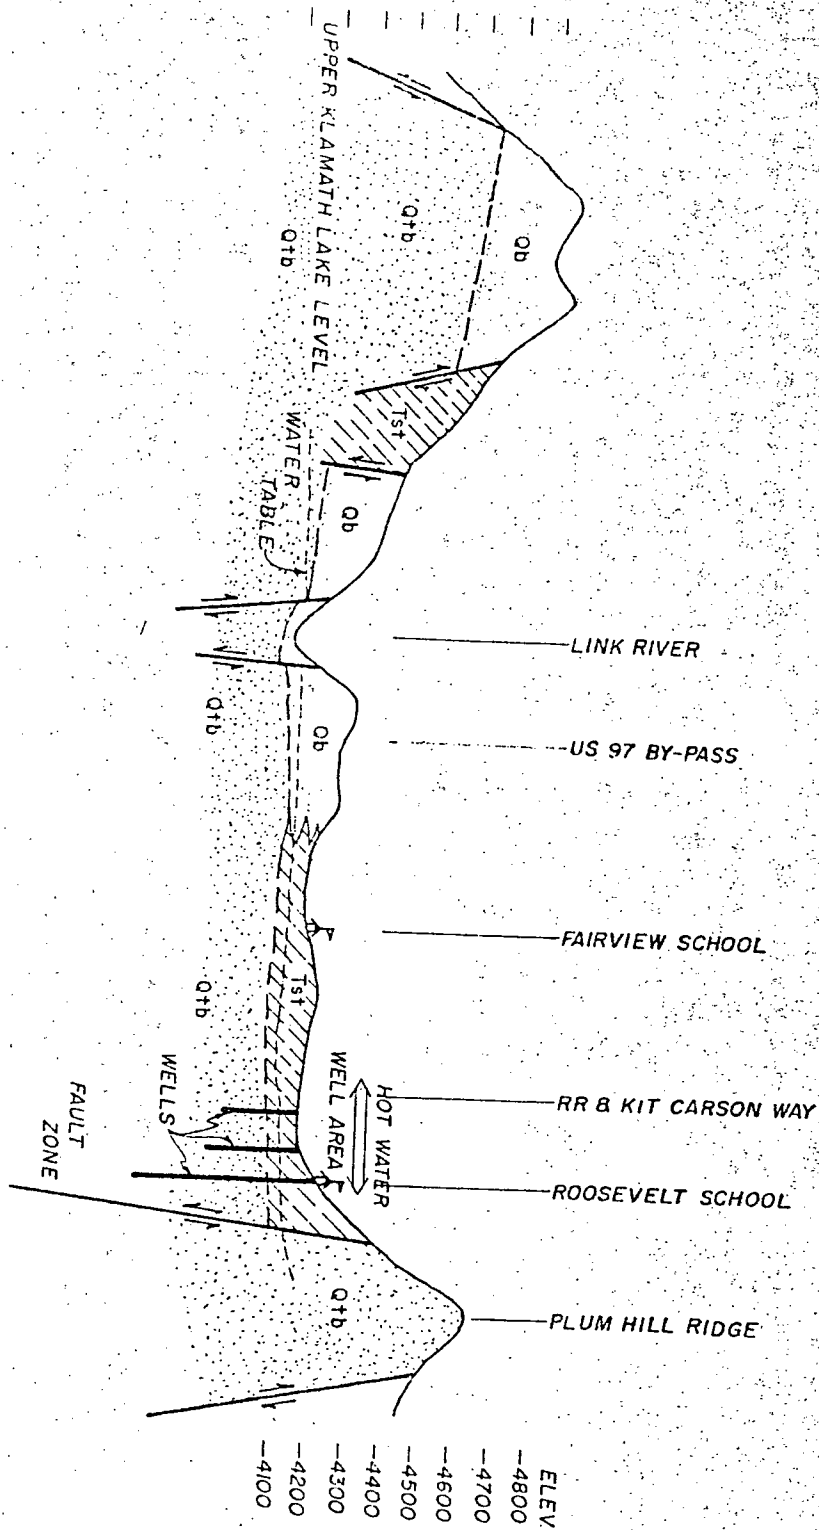 UPPER KLAMATH LAKE LEVEL
Qtb
Qtb
Qb
Tst
WATER
TABLE
Qb
LINK RIVER
Qtb
Qb
US 97 BY-PASS
FAIRVIEW SCHOOL
Tst
Qtb
HOT WATER
WELL AREA
RR & KIT CARSON WAY
WELLS
FAULT
ZONE
ROOSEVELT SCHOOL
Qtb
PLUM HILL RIDGE
ELEV.
-4800
-4700
-4600
-4500
-4400
-4300
-4200
-4100